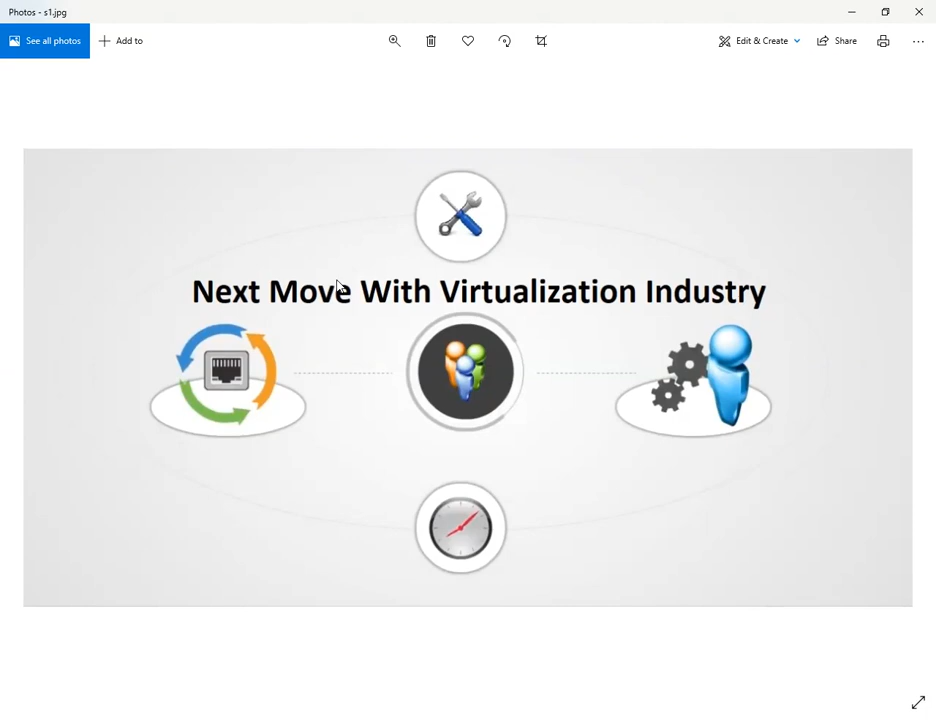 Photos - s1.jpg
See all photos
Add to
Edit & Create
Share
Next Move With Virtualization Industry